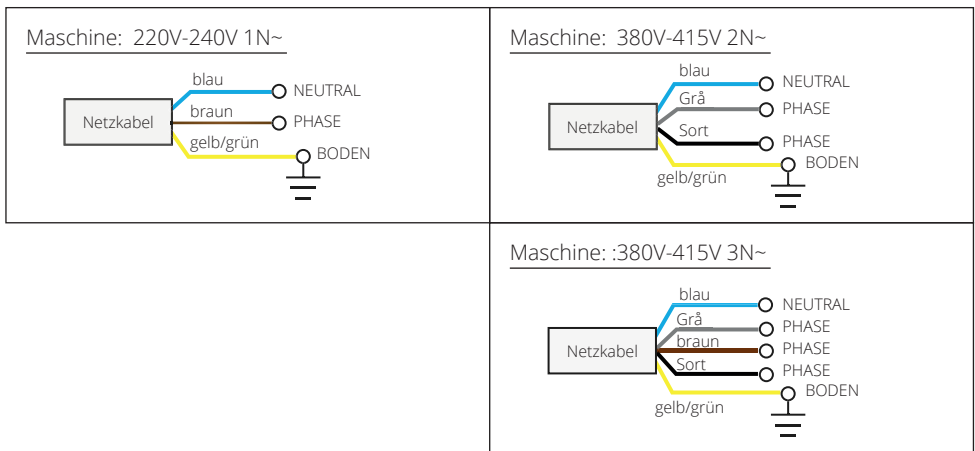 Maschine: 220V-240V 1N~
blau
NEUTRAL
braun
PHASE
Netzkabel
gelb/grün
BODEN
Maschine: 380V-415V 2N~
blau
NEUTRAL
Grå
PHASE
Netzkabel
Sort
PHASE
BODEN
gelb/grün
Maschine: :380V-415V 3N~
blau
NEUTRAL
Grå
PHASE
braun
PHASE
Netzkabel
Sort
PHASE
BODEN
gelb/grün